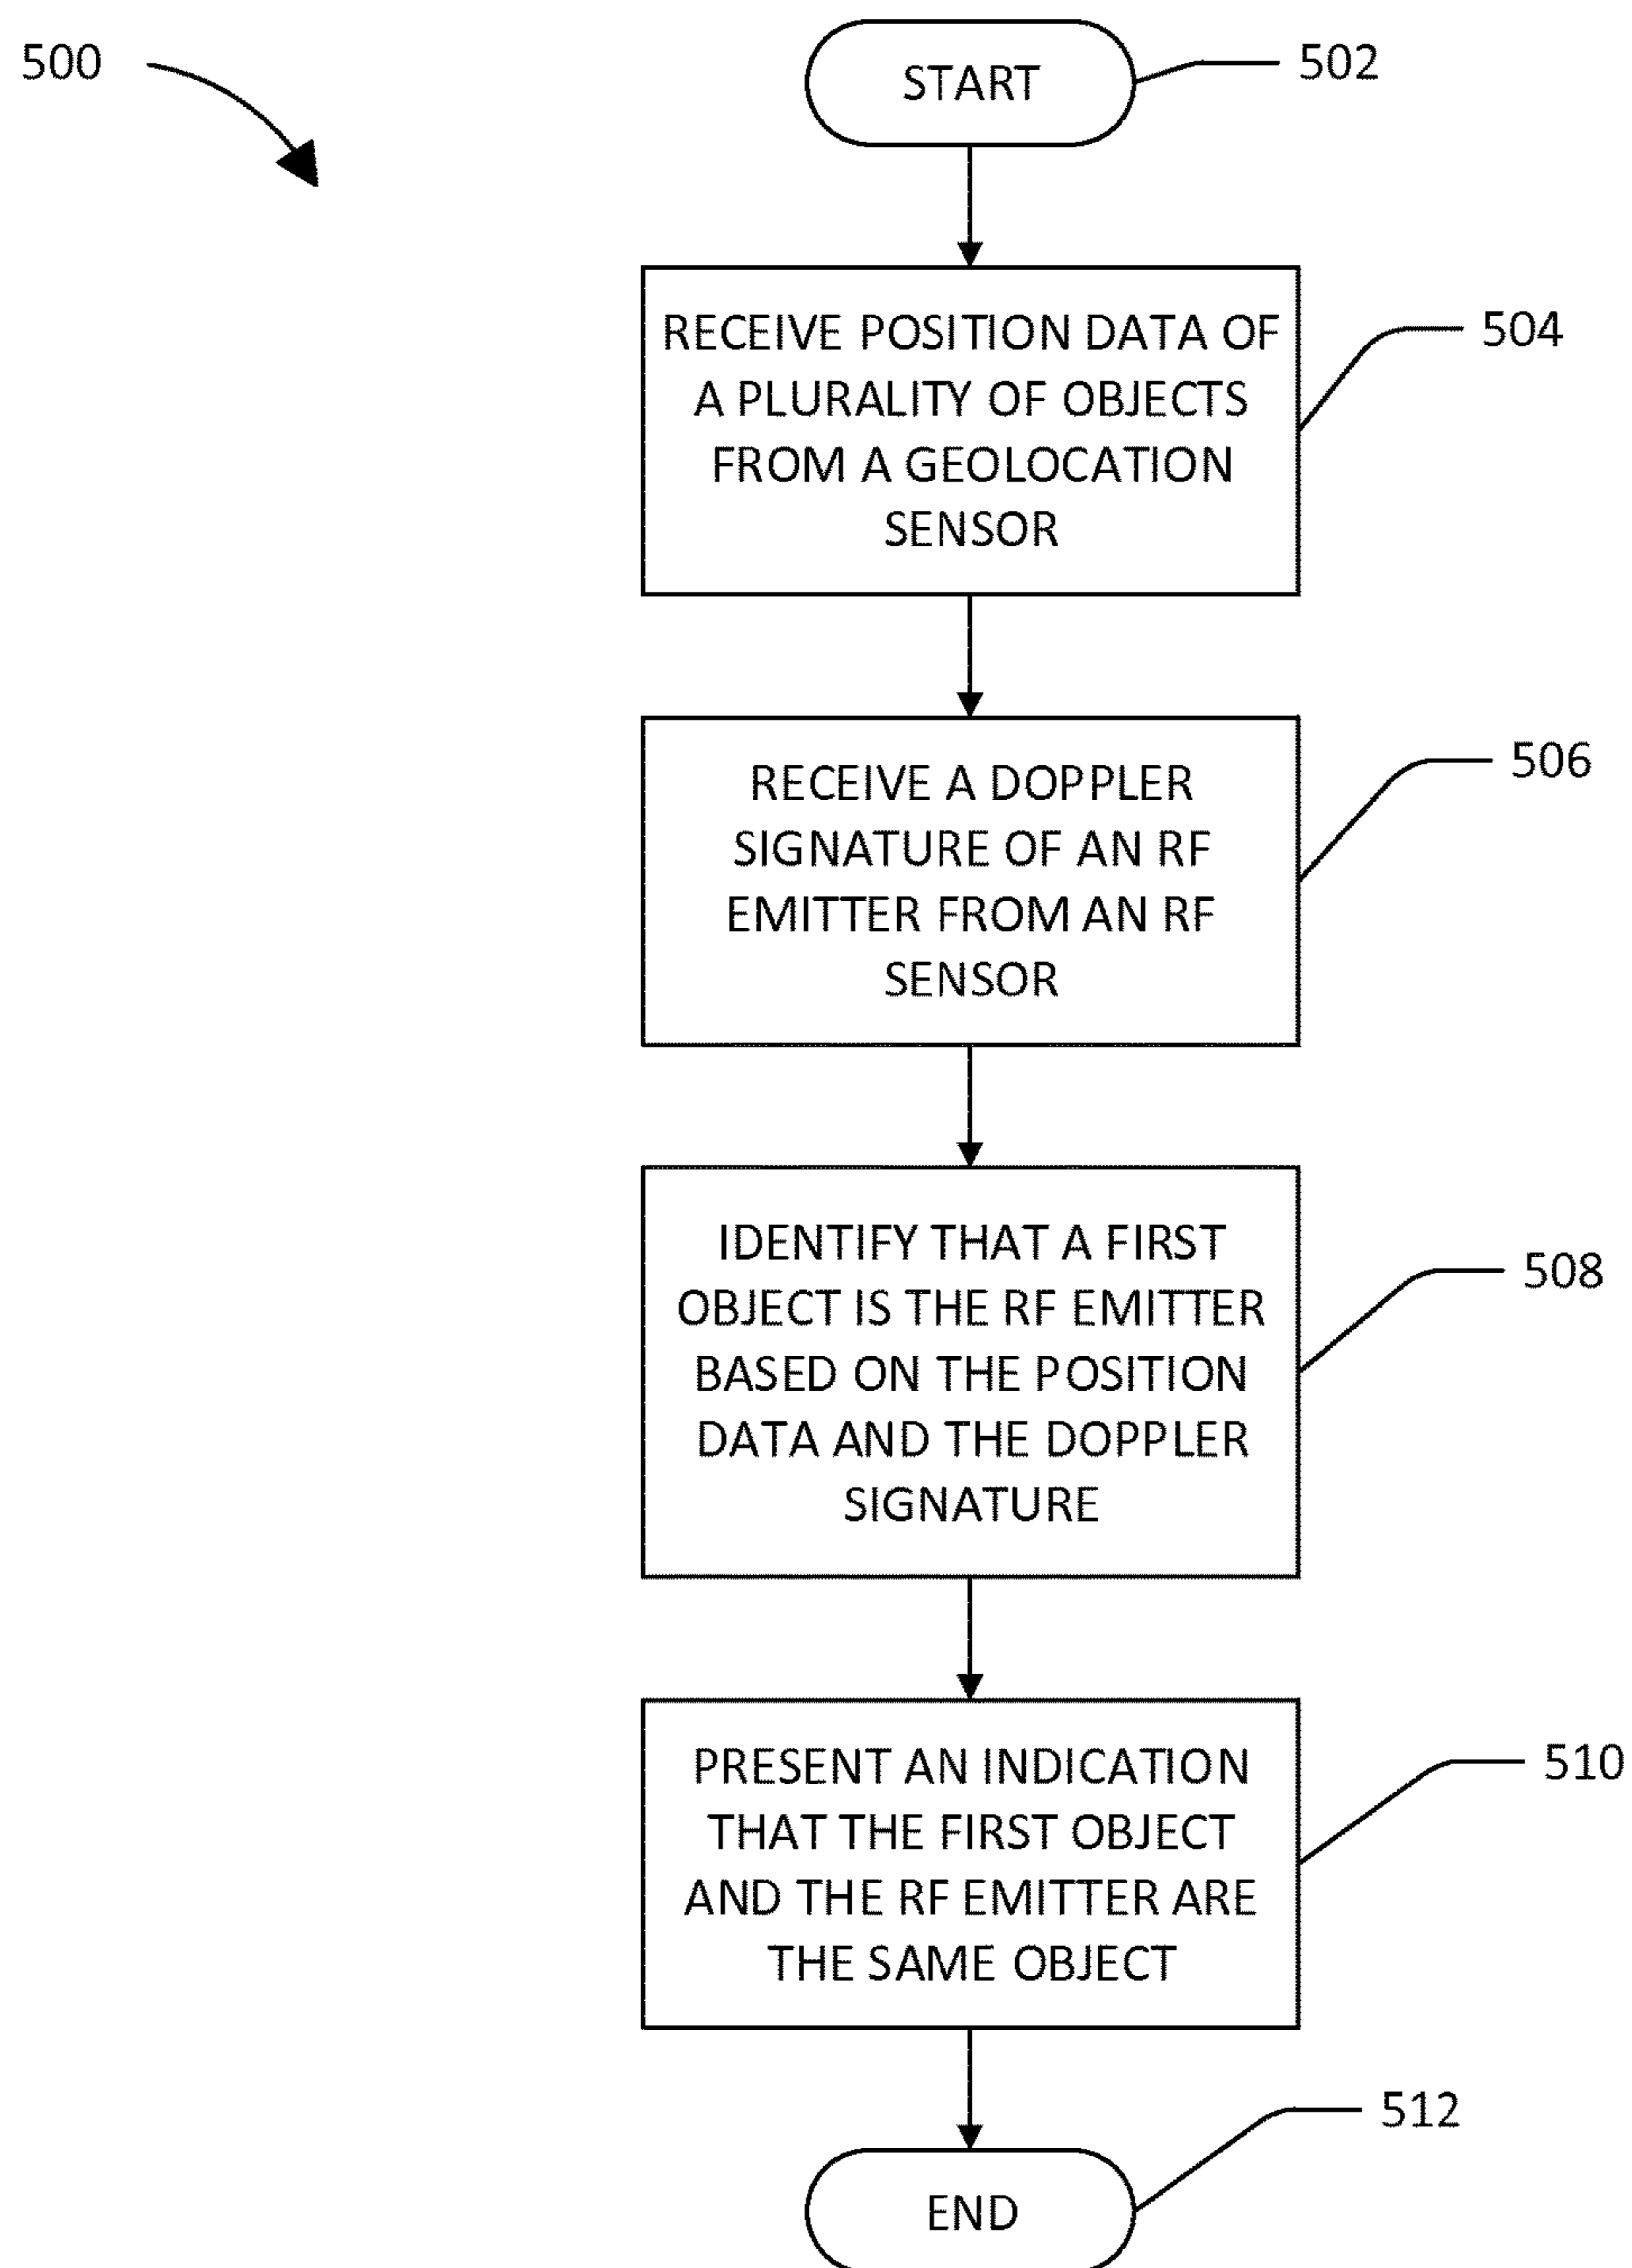 500
START
502
RECEIVE POSITION DATA OF
A PLURALITY OF OBJECTS
FROM A GEOLOCATION
SENSOR
504
RECEIVE A DOPPLER
SIGNATURE OF AN RF
EMITTER FROM AN RF
SENSOR
506
IDENTIFY THAT A FIRST
OBJECT IS THE RF EMITTER
BASED ON THE POSITION
DATA AND THE DOPPLER
SIGNATURE
508
PRESENT AN INDICATION
THAT THE FIRST OBJECT
AND THE RF EMITTER ARE
THE SAME OBJECT
510
END
512